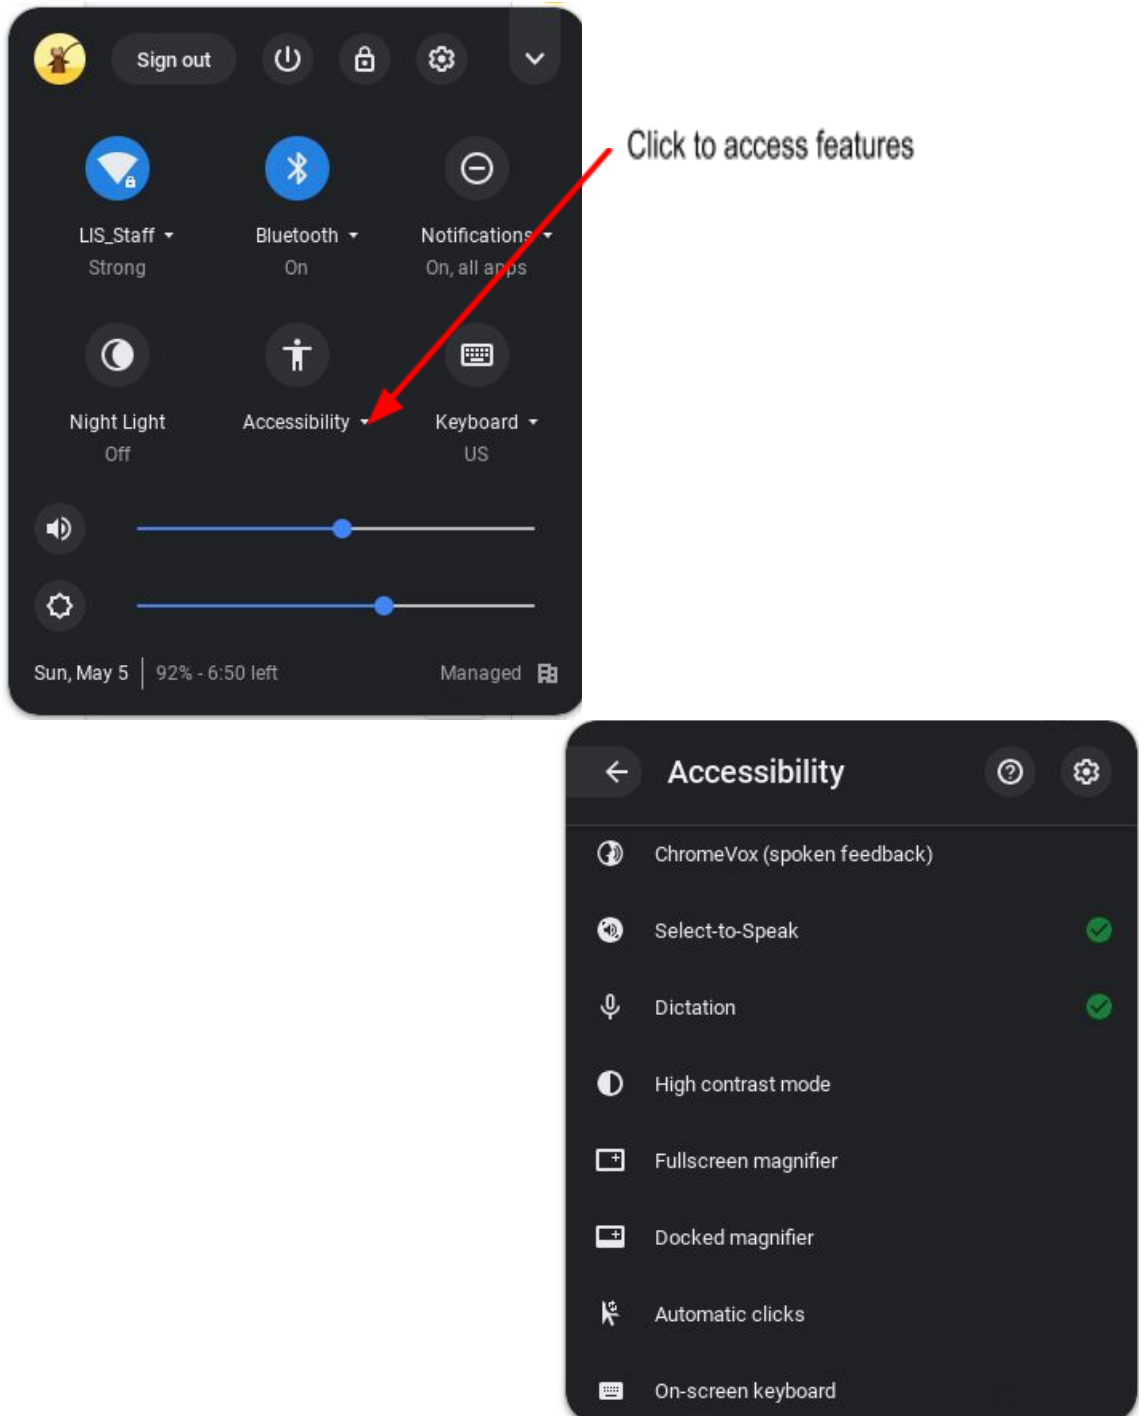 Sign out
Click to access features
LIS_Staff Bluetooth Notifications
Strong On On, all apps
Night Light Accessibility Keyboard
Off US
Sun, May 5 92% - 6:50 left Managed
Accessibility
ChromeVox (spoken feedback)
Select-to-Speak
Dictation
High contrast mode
Fullscreen magnifier
Docked magnifier
Automatic clicks
On-screen keyboard